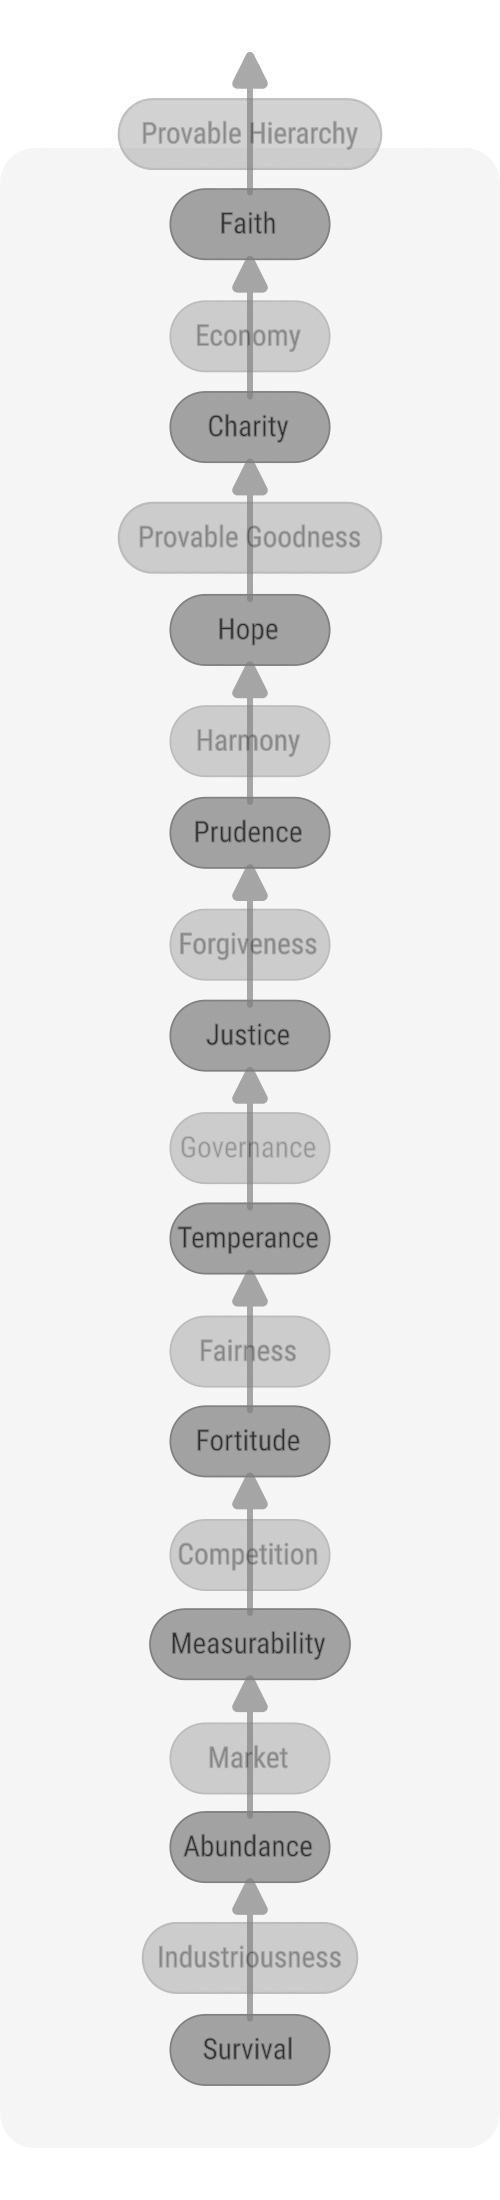 Provable Hierarchy
Faith
Economy
Charity
Provable Goodness
Hope
Harmony
Prudence
Forgiveness
Justice
Governance
Temperance
Fairness
Fortitude
Competition
Measurability
Market
Abundance
Industriousness
Survival